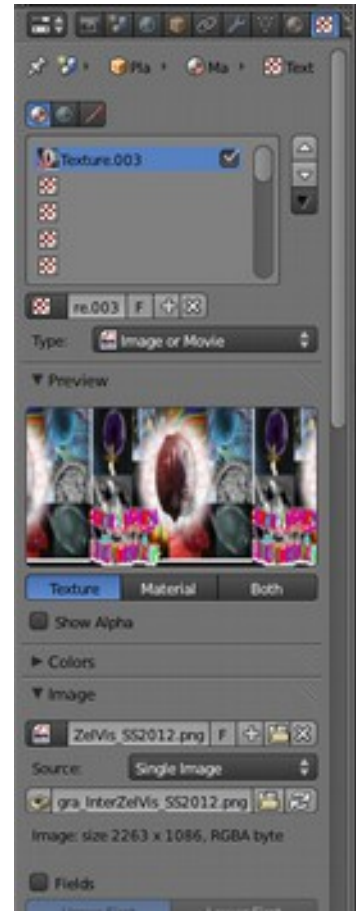 Pla Ma Text
Texture.003
re.003 F
Type: Image or Movie
Preview
Texture Material Both
Show Alpha
Colors
Image
ZelVis_SS2012.png F
Source: Single Image
gra_InterZelVis_SS2012.png
Image: size 2263 x 1086, RGBA byte
Fields